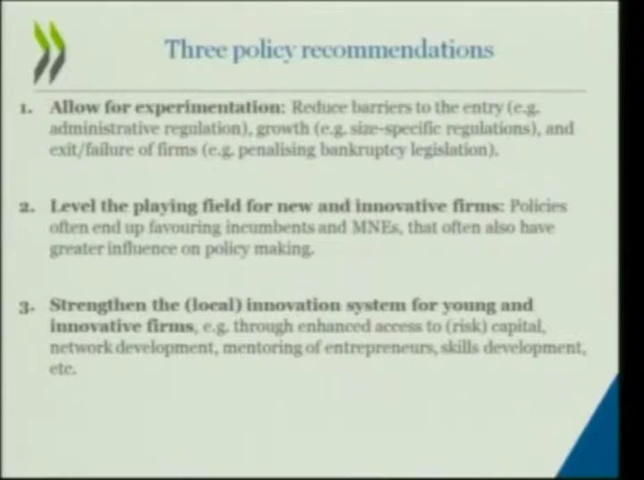 Three policy recommendations
1. Allow for experimentation: Reduce barriers to the entry (e.g.
administrative regulation), growth (e.g. size-specific regulations), and
exit/failure of firms (e.g. penalising bankruptcy legislation).
2. Level the playing field for new and innovative firms: Policies
often end up favouring incumbents and MNEs, that often also have
greater influence on policy making.
3. Strengthen the (local) innovation system for young and
innovative firms, e.g. through enhanced access to (risk) capital,
network development, mentoring of entrepreneurs, skills development,
etc.